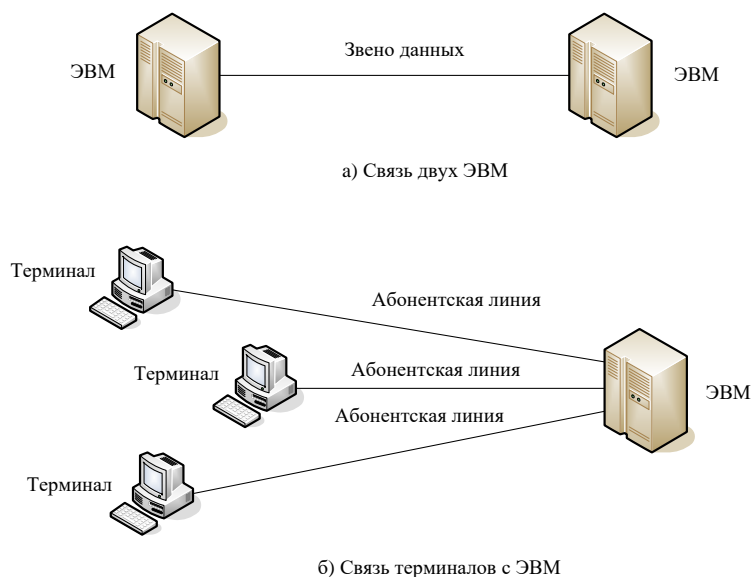 Звено данных
ЭВМ
ЭВМ
а) Связь двух ЭВМ
Терминал
Абонентская линия
Терминал
Абонентская линия
ЭВМ
Абонентская линия
Терминал
б) Связь терминалов с ЭВМ